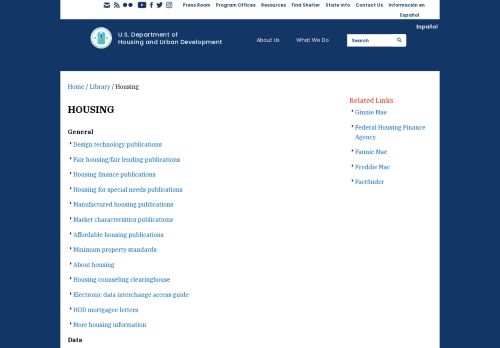 Press Room Program Offices Resources Find Shelter State Info Contact Us Información en Español
Español
U.S. Department of
Housing and Urban Development
About Us What We Do
Search
Home / Library / Housing
HOUSING
General
Design technology publications
Fair housing/fair lending publications
Housing finance publications
Housing for special needs publications
Manufactured housing publications
Market characteristics publications
Affordable housing publications
Minimum property standards
About housing
Housing counseling clearinghouse
Electronic data interchange access guide
HUD mortgagee letters
More housing information
Data
Related Links
Ginnie Mae
Federal Housing Finance
Agency
Fannie Mae
Freddie Mac
Factfinder